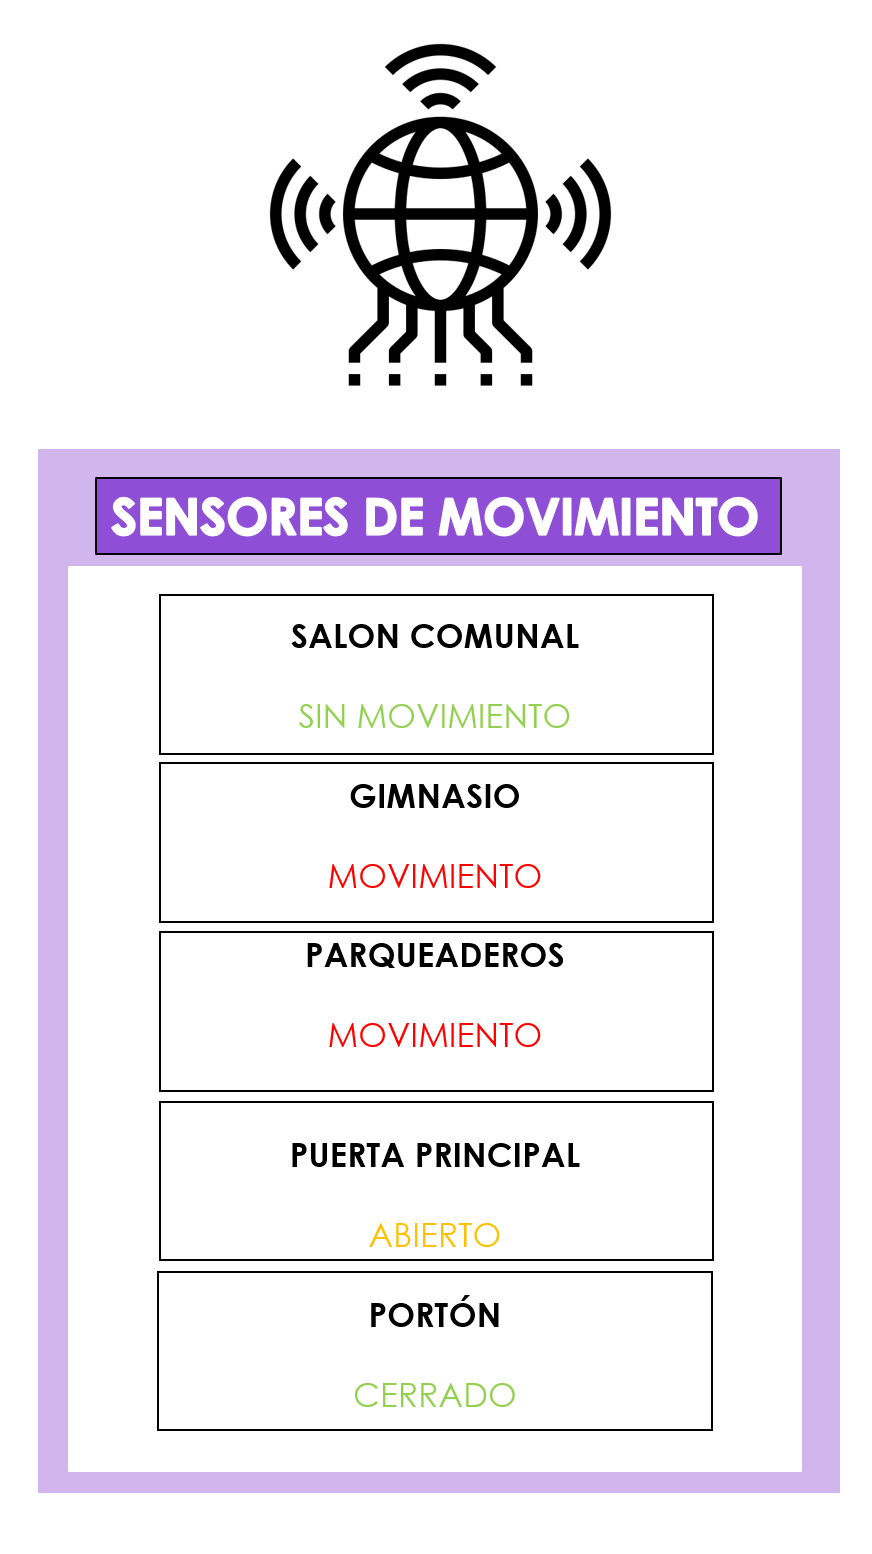 SENSORES DE MOVIMIENTO
SALON COMUNAL
SIN MOVIMIENTO
GIMNASIO
MOVIMIENTO
PARQUEADEROS
MOVIMIENTO
PUERTA PRINCIPAL
ABIERTO
PORTÓN
CERRADO